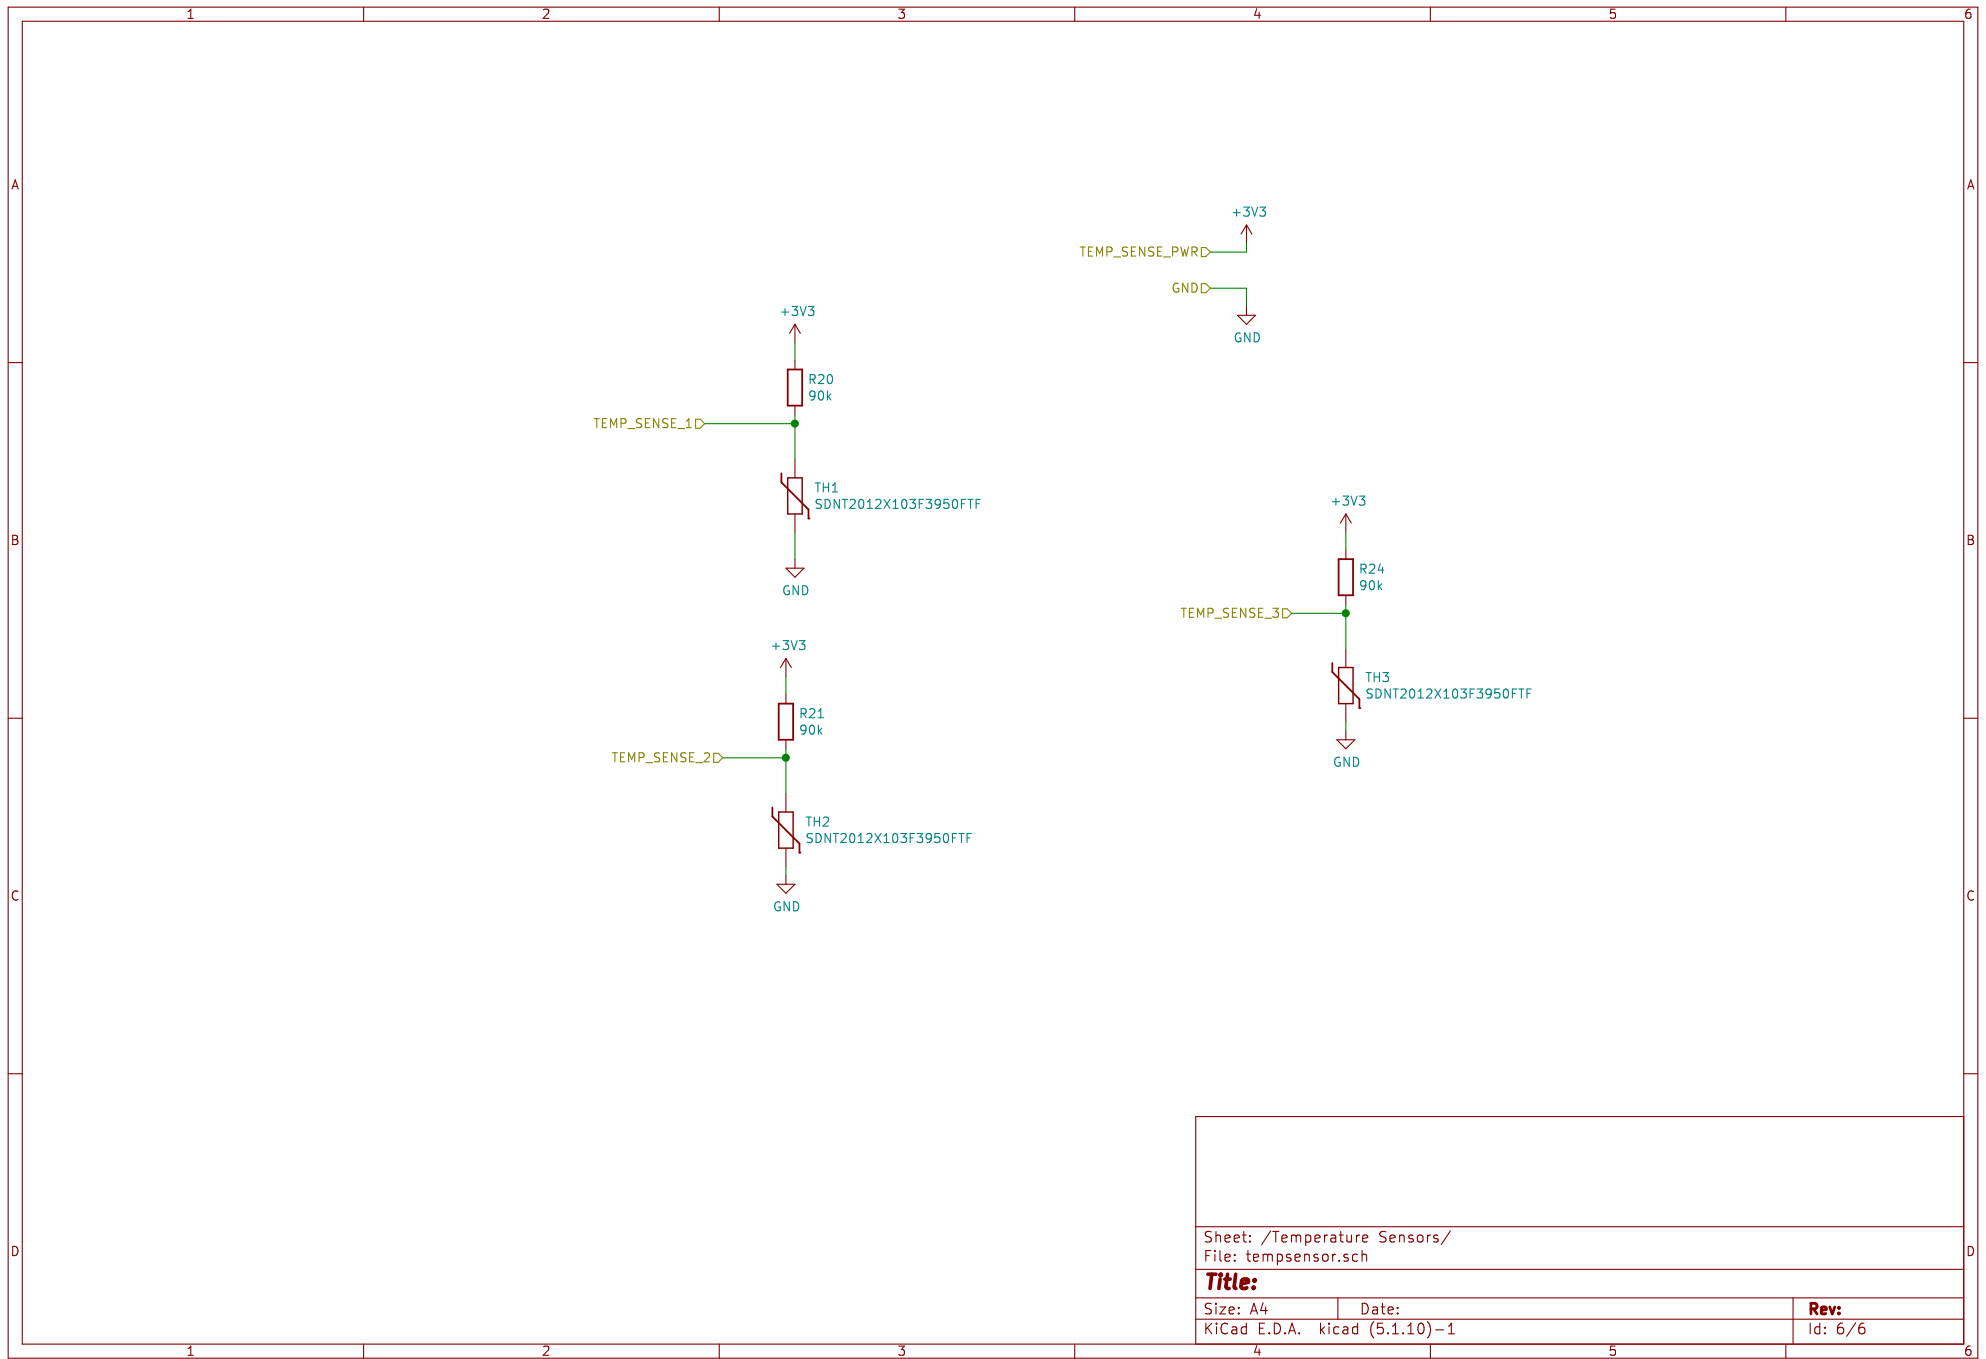 1 2 3 4 5 6
A A
+3V3
TEMP_SENSE_PWR
GND
GND
+3V3
R20
90k
TEMP_SENSE_1
TH1
SDNT2012X103F3950FTF
GND
+3V3
R24
90k
TEMP_SENSE_3
TH3
SDNT2012X103F3950FTF
GND
B B
+3V3
R21
90k
TEMP_SENSE_2
TH2
SDNT2012X103F3950FTF
GND
C C
D D
Sheet: /Temperature Sensors/
File: tempsensor.sch
Title:
Size: A4 Date: Rev:
KiCad E.D.A. kicad (5.1.10)-1 Id: 6/6
1 2 3 4 5 6